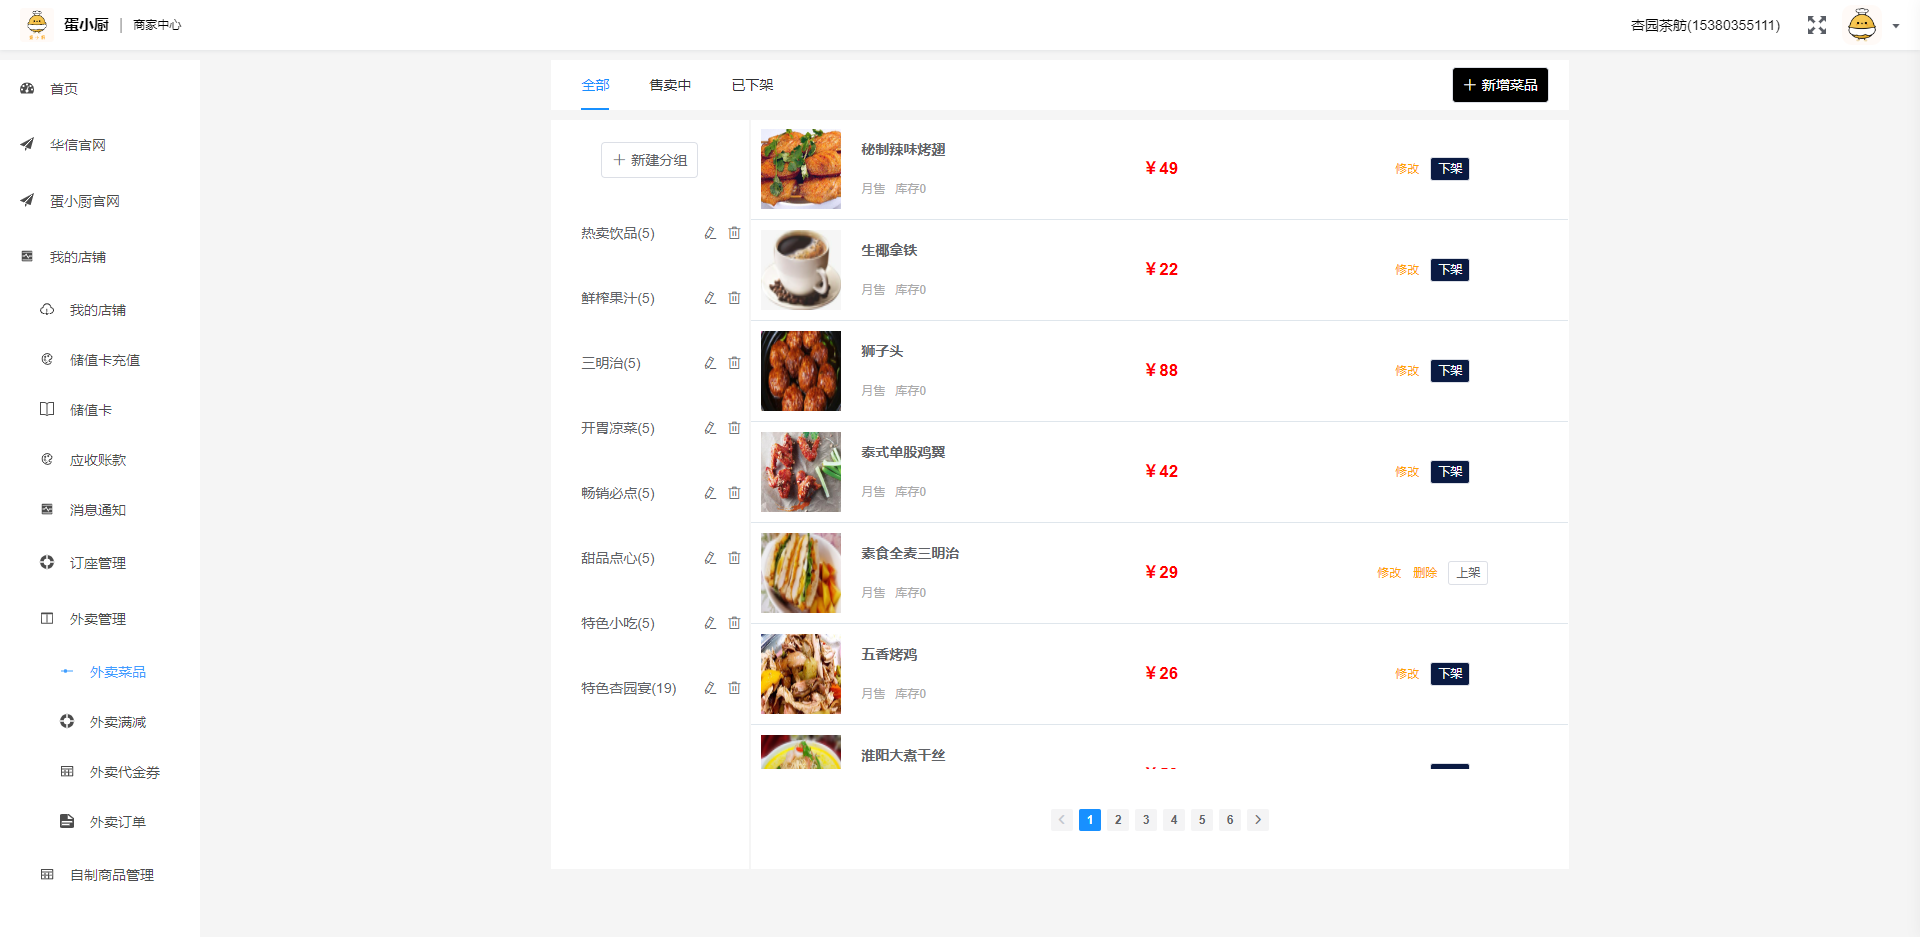 蛋小厨 | 商家中心
杏园茶舫(15380355111)
首页
华信官网
蛋小厨官网
我的店铺
我的店铺
储值卡充值
储值卡
应收账款
消息通知
订座管理
外卖管理
外卖菜品
外卖满减
外卖代金券
外卖订单
自制商品管理
全部 售卖中 已下架
+ 新增菜品
+ 新建分组
热卖饮品(5)
鲜榨果汁(5)
三明治(5)
开胃凉菜(5)
畅销必点(5)
甜品点心(5)
特色小吃(5)
特色杏园宴(19)
秘制辣味烤翅
月售 库存0
¥49
修改 下架
生椰拿铁
月售 库存0
¥22
修改 下架
狮子头
月售 库存0
¥88
修改 下架
泰式单股鸡翼
月售 库存0
¥42
修改 下架
素食全麦三明治
月售 库存0
¥29
修改 删除 上架
五香烤鸡
月售 库存0
¥26
修改 下架
淮阳大煮干丝
< 1 2 3 4 5 6 >